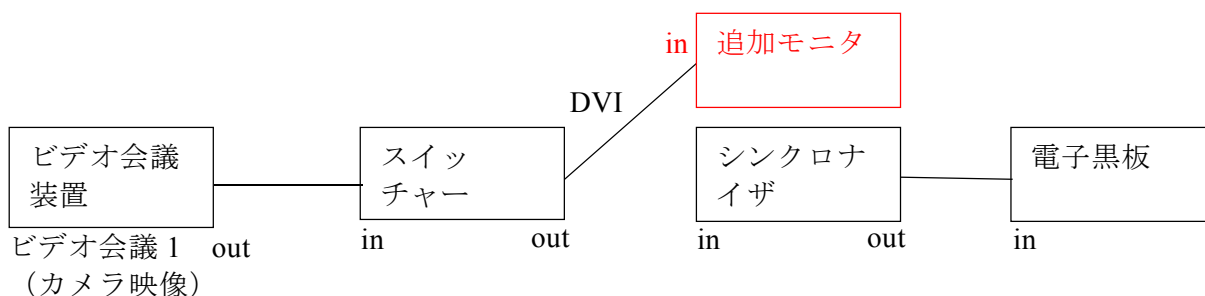 in
追加モニタ
DVI
ビデオ会議
装置
スイッ
チャー
シンクロナ
イザ
電子黒板
ビデオ会議 1 out
（カメラ映像）
in
out
in
out
in